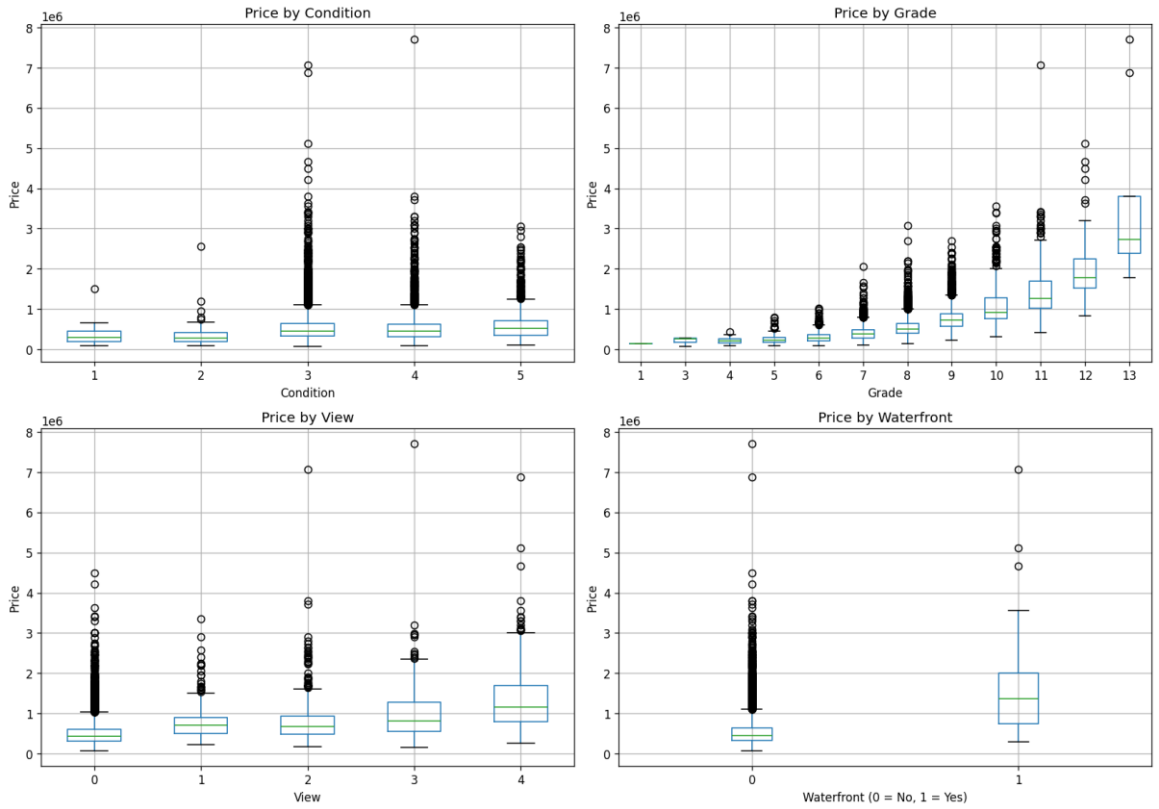 Price by Condition
1e6
8
7
6
5
4
3
2
1
0
Price
1 2 3 4 5
Condition
Price by Grade
1e6
8
7
6
5
4
3
2
1
0
Price
1 3 4 5 6 7 8 9 10 11 12 13
Grade
Price by View
1e6
8
7
6
5
4
3
2
1
0
Price
0 1 2 3 4
View
Price by Waterfront
1e6
8
7
6
5
4
3
2
1
0
Price
0 1
Waterfront (0 = No, 1 = Yes)